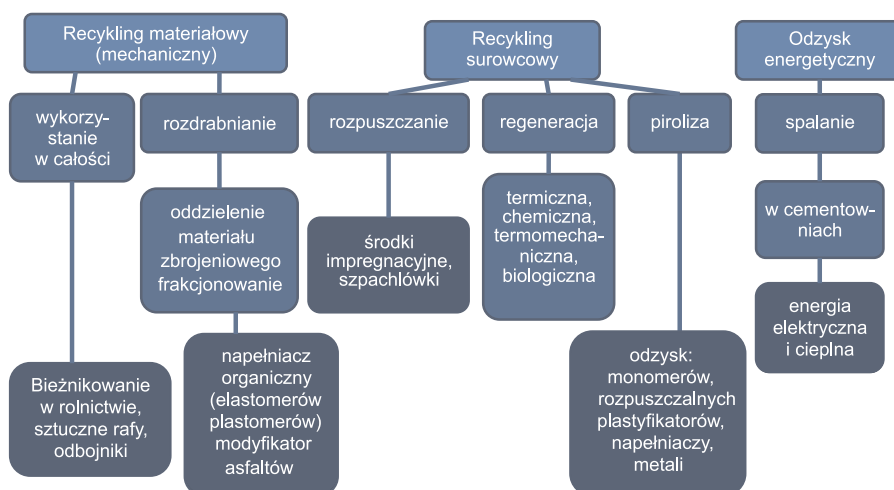 Recykling materiałowy
(mechaniczny)
Recykling
surowcowy
Odzysk
energetyczny
wykorzy-
stanie
w całości
rozdrabnianie
rozpuszczanie
regeneracja
piroliza
spalanie
oddzielenie
materiału
zbrojeniowego
frakcjonowanie
środki
impregnacyjne,
szpachlówki
termiczna,
chemiczna,
termomecha-
niczna,
biologiczna
w cementow-
niach
Bieżnikowanie
w rolnictwie,
sztuczne rafy,
odbojniki
napełniacz
organiczny
(elastomerów
plastomerów)
modyfikator
asfaltów
odzysk:
monomerów,
rozpuszczalnych
plastyfikatorów,
napełniaczy,
metali
energia
elektryczna
i cieplna